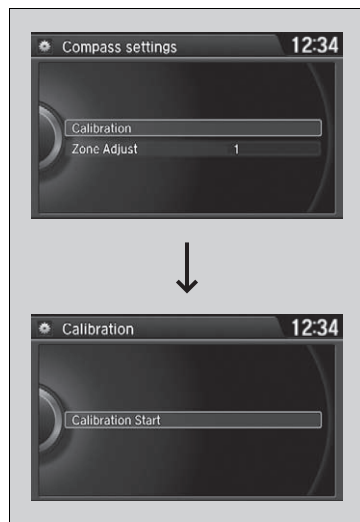 Compass settings 12:34
Calibration
Zone Adjust 1
Calibration 12:34
Calibration Start